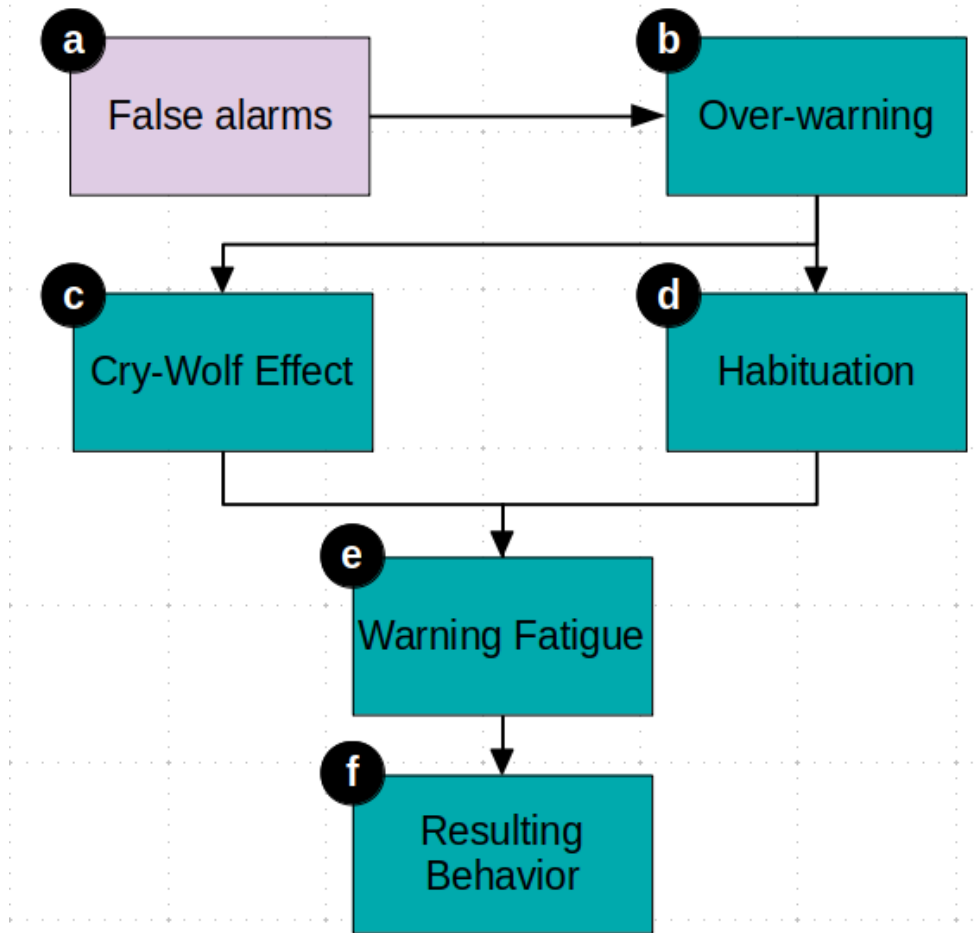 a
False alarms
b
Over-warning
c
Cry-Wolf Effect
d
Habituation
e
Warning Fatigue
f
Resulting
Behavior